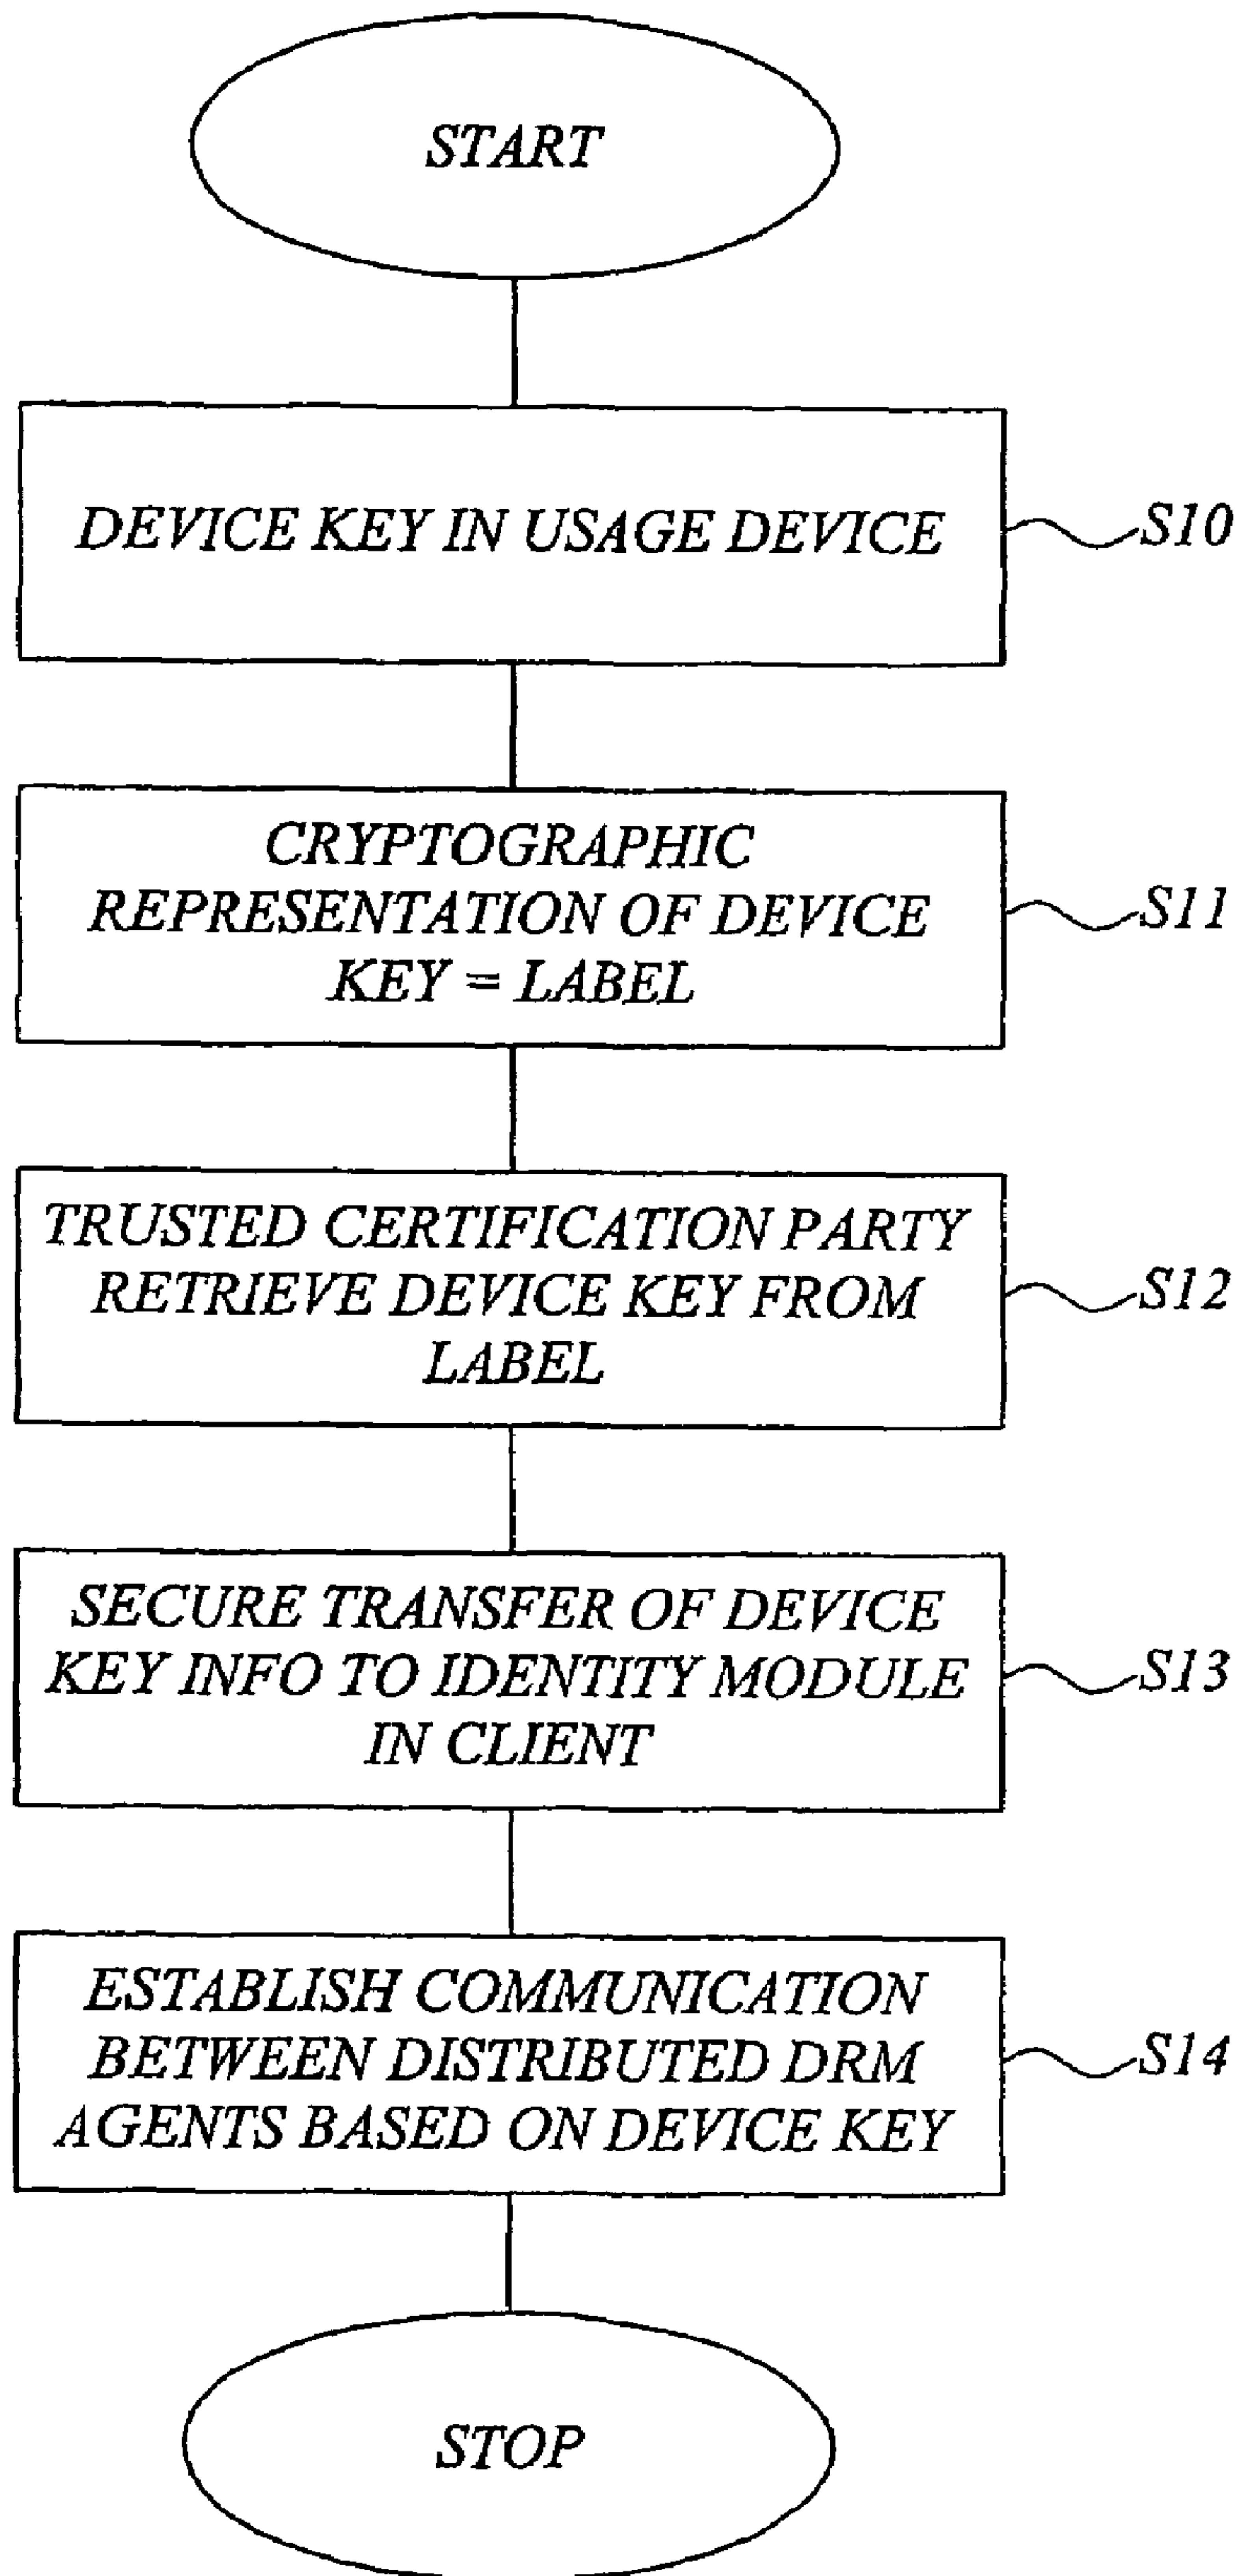 START
DEVICE KEY IN USAGE DEVICE
S10
CRYPTOGRAPHIC
REPRESENTATION OF DEVICE
KEY = LABEL
S11
TRUSTED CERTIFICATION PARTY
RETRIEVE DEVICE KEY FROM
LABEL
S12
SECURE TRANSFER OF DEVICE
KEY INFO TO IDENTITY MODULE
IN CLIENT
S13
ESTABLISH COMMUNICATION
BETWEEN DISTRIBUTED DRM
AGENTS BASED ON DEVICE KEY
S14
STOP